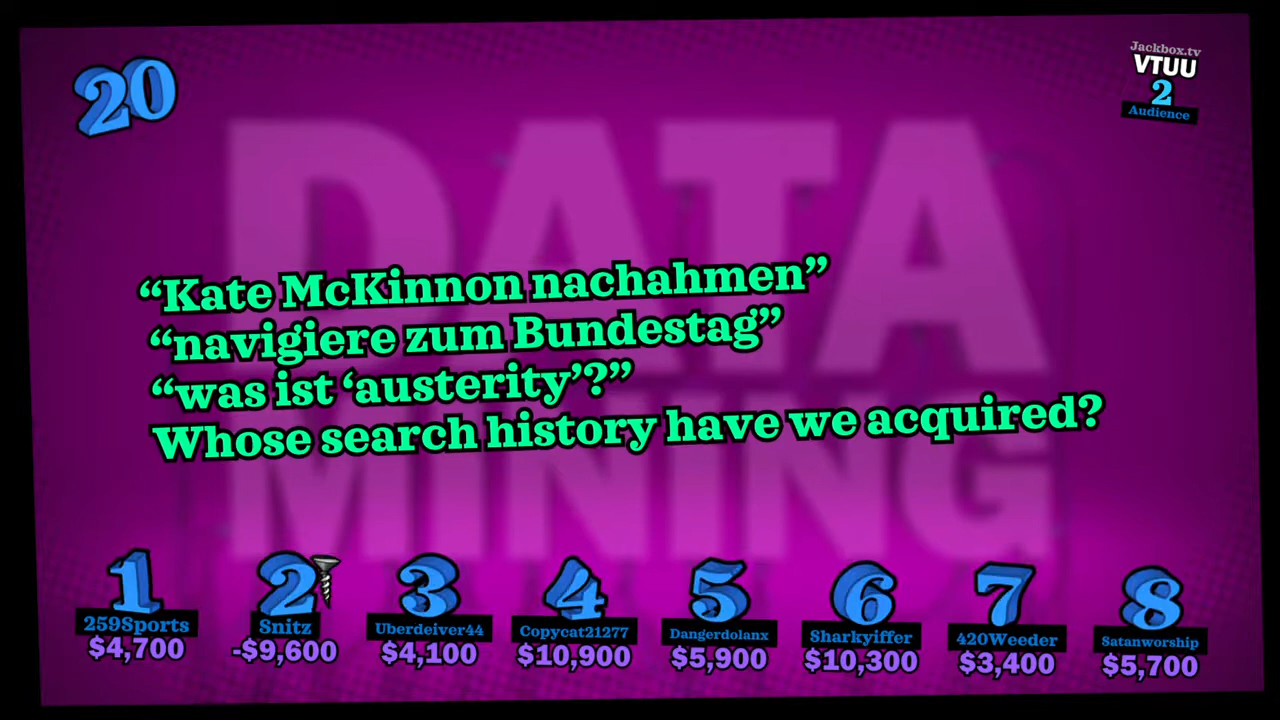 20
Jackbox.tv
VTUU
2
Audience
DATA
MINING
“Kate McKinnon nachahmen”
“navigiere zum Bundestag”
“was ist ‘austerity’?”
Whose search history have we acquired?
1
259Sports
$4,700
2
Snitz
-$9,600
3
Uberdeiver44
$4,100
4
Copycat21277
$10,900
5
Dangerdolanx
$5,900
6
Sharkyiffer
$10,300
7
420Weeder
$3,400
8
Satanworship
$5,700